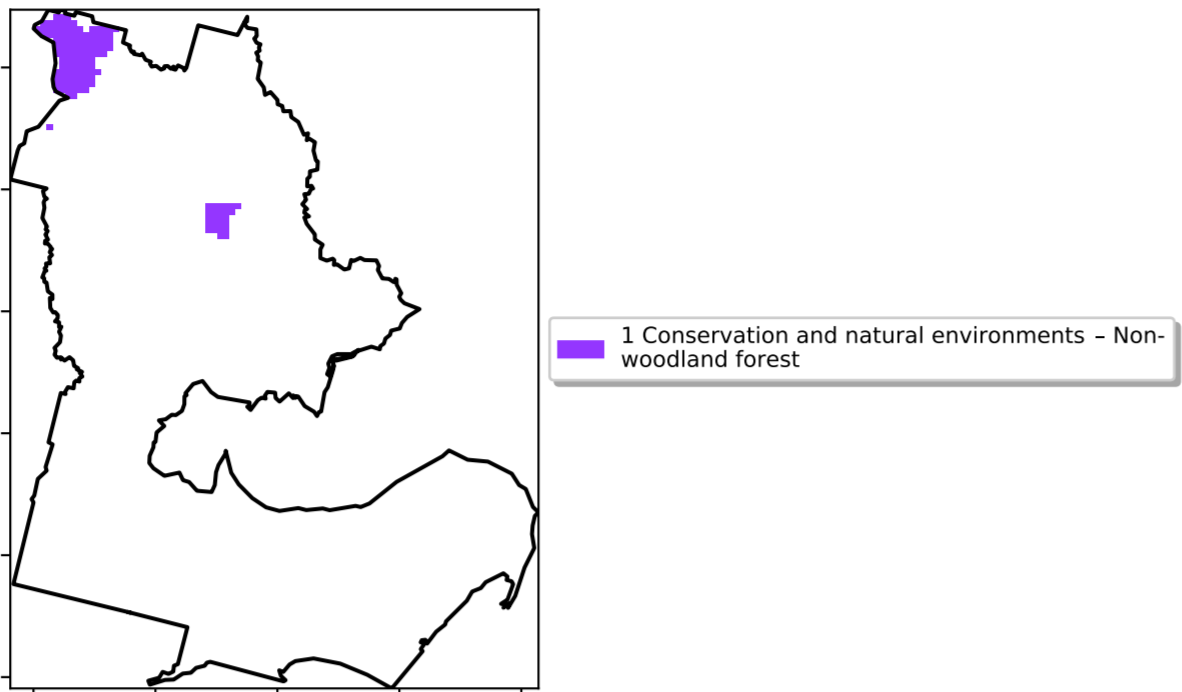 1 Conservation and natural environments – Non-
woodland forest